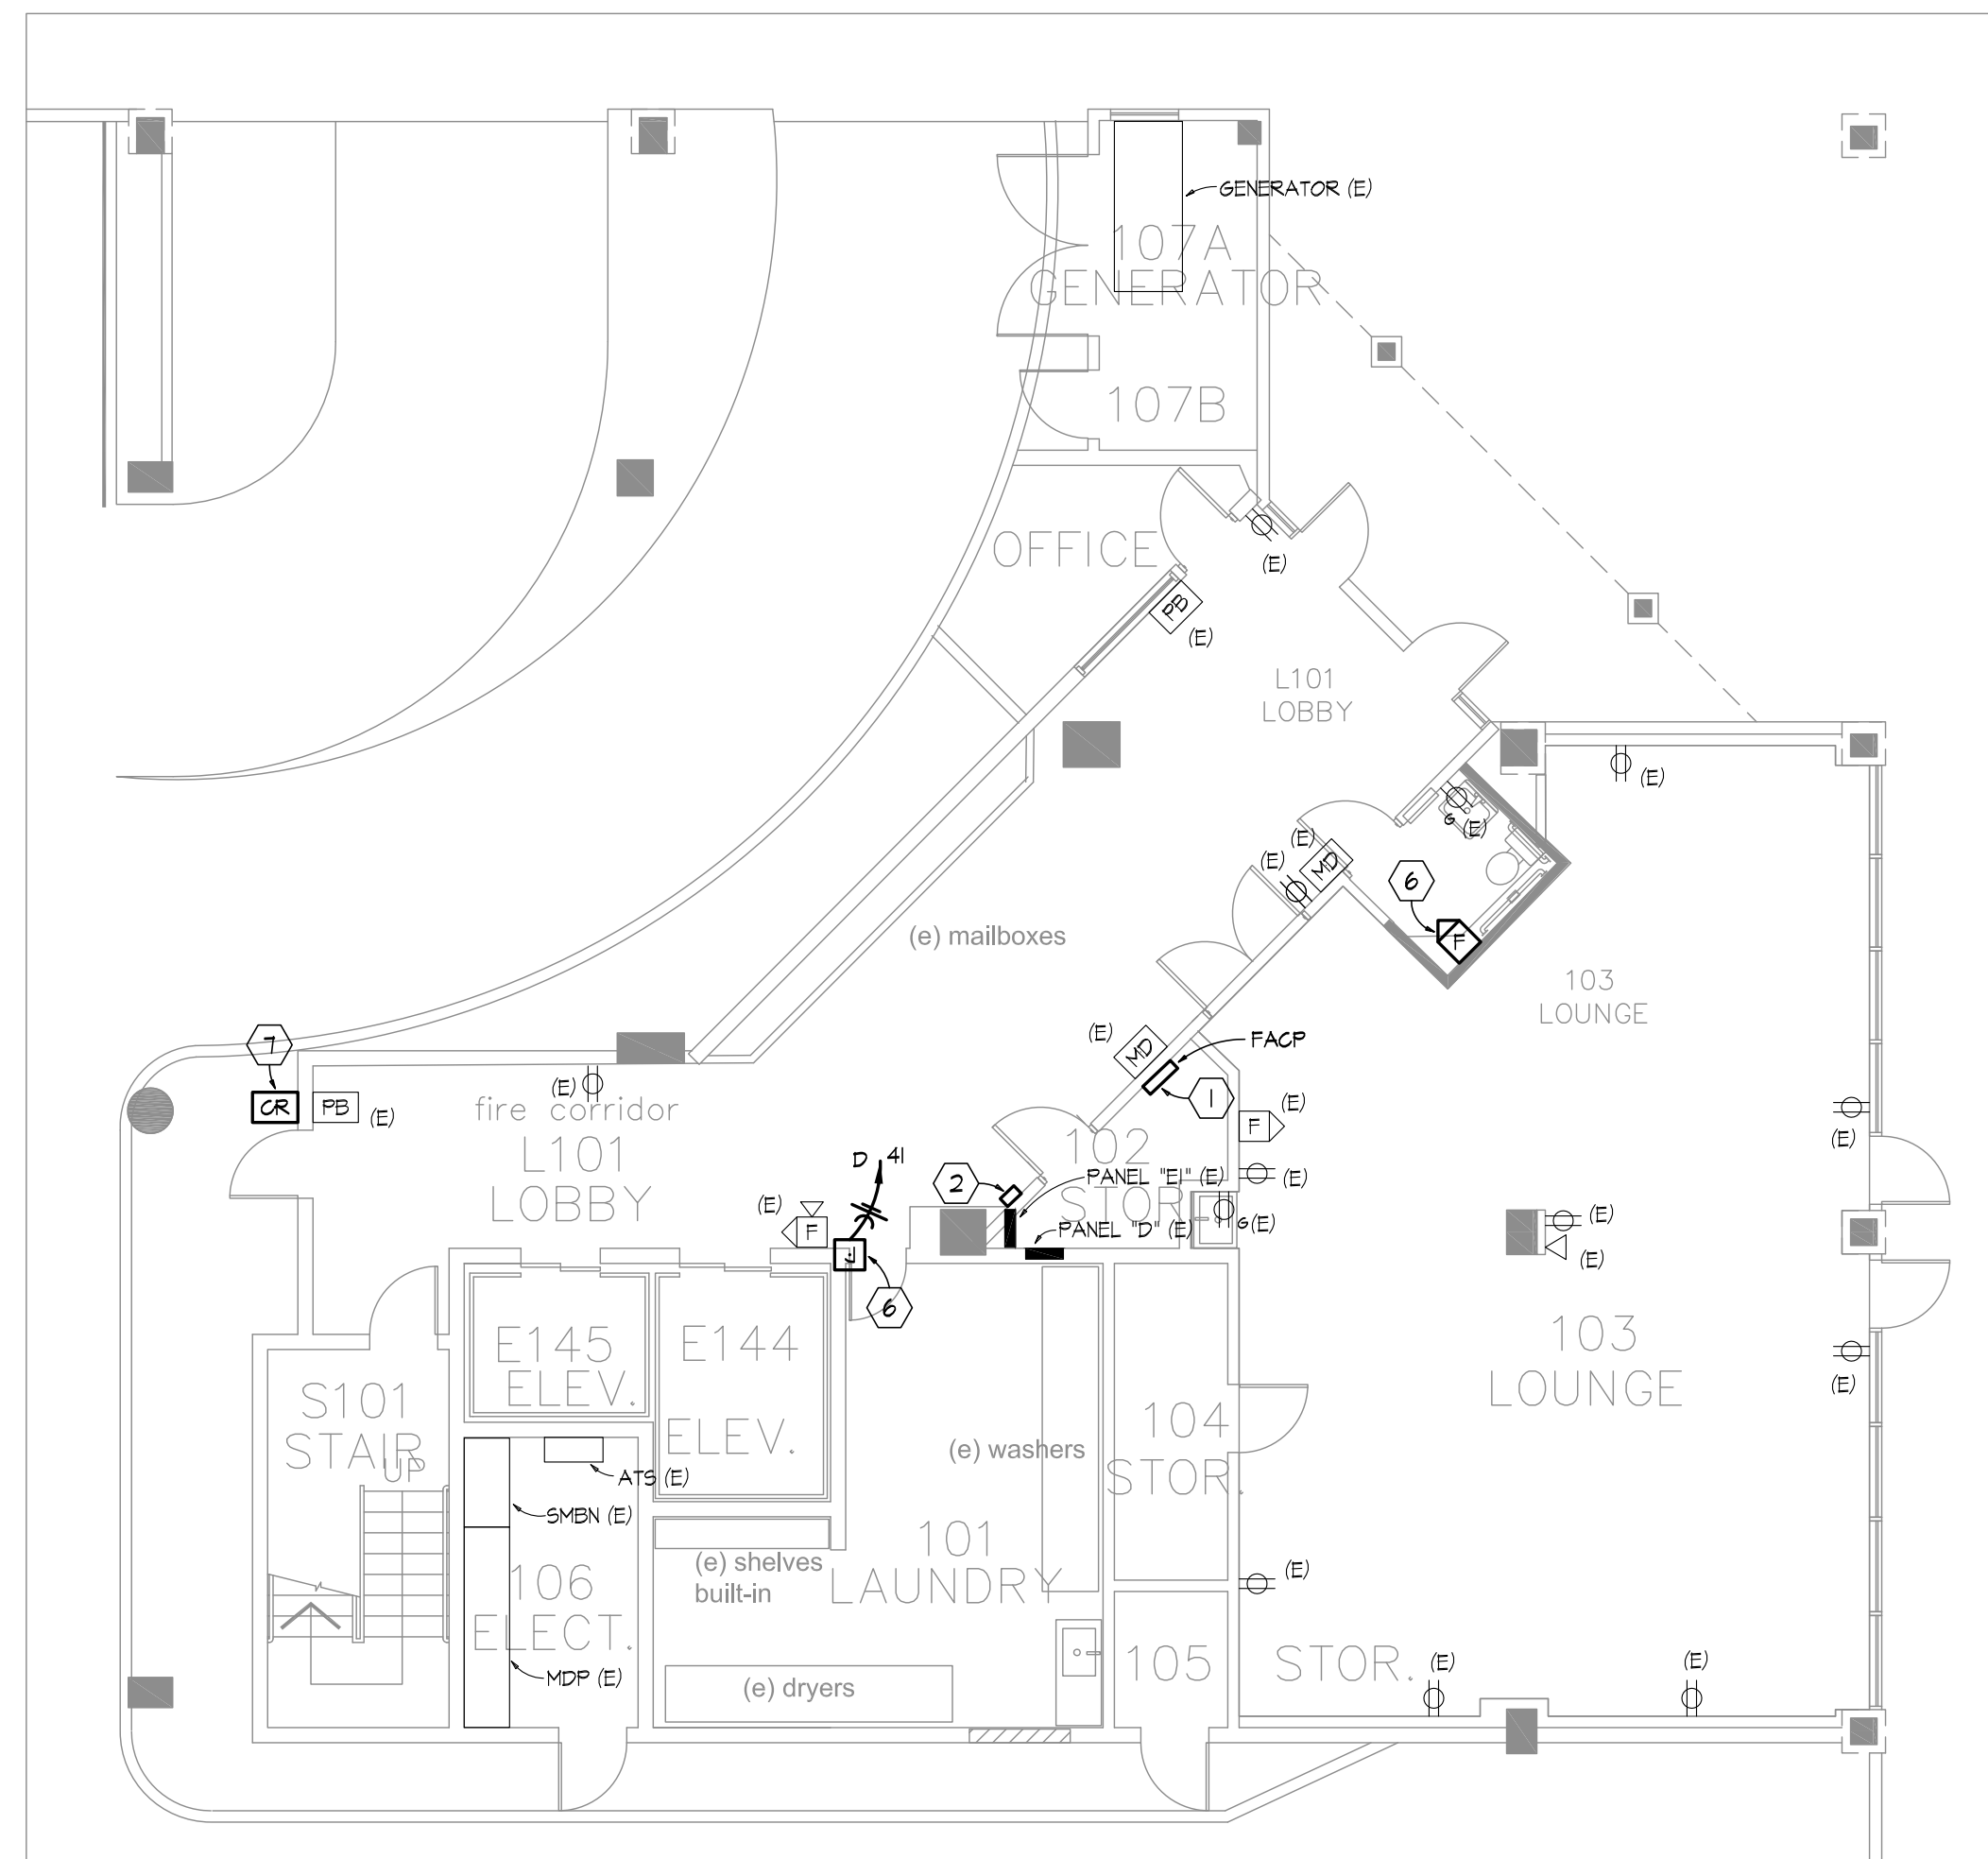 GENERATOR (E)
107A
GENERATOR
107B
OFFICE
(E)
PB
(E)
L101
LOBBY
(E)
G (E)
(E)
(E)
MD
6
F
(e) mailboxes
103
LOUNGE
7
CR
PB
(E)
(E)
fire corridor
L101
LOBBY
(E)
MD
FACP
1
(E)
F
(E)
102
STOR.
D 41
2
PANEL "E1" (E)
PANEL "D" (E)
(E)
G (E)
(E)
F
J
6
(E)
(E)
103
LOUNGE
(E)
E145
ELEV.
E144
ELEV.
S101
STAIR
UP
ATS (E)
SMBN (E)
106
ELECT.
MDP (E)
(e) washers
104
STOR.
(e) shelves
built-in
101
LAUNDRY
(E)
(e) dryers
105
STOR.
(E)
(E)